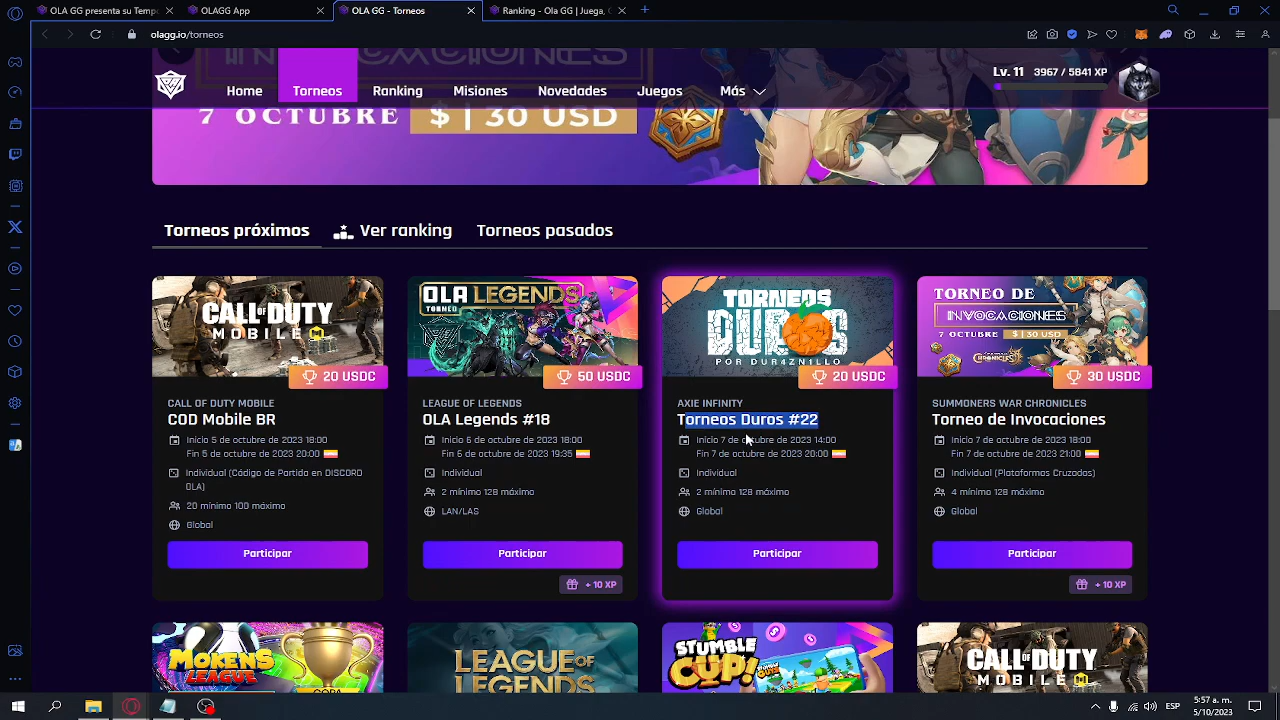 OLA GG presenta su Tempo
OLAGG App
OLA GG - Torneos
Ranking - Ola GG | Juega, G
olagg.io/torneos
Home
Torneos
Ranking
Misiones
Novedades
Juegos
Más
Lv. 11
3967 / 5841 XP
7 OCTUBRE
$ | 30 USD
Torneos próximos
Ver ranking
Torneos pasados
CALL OF DUTY
MOBILE
20 USDC
CALL OF DUTY MOBILE
COD Mobile BR
Início 5 de octubre de 2023 18:00
Fin 5 de octubre de 2023 20:00
Individual (Código de Partido en DISCORD
OLA)
20 mínimo 100 máximo
Global
Participar
OLA LEGENDS
TORNEO
50 USDC
LEAGUE OF LEGENDS
OLA Legends #18
Início 6 de octubre de 2023 18:00
Fin 6 de octubre de 2023 19:35
Individual
2 mínimo 128 máximo
LAN/LAS
Participar
+ 10 XP
TORNEOS
DUROS
POR DUR4ZN1LLO
20 USDC
AXIE INFINITY
Torneos Duros #22
Início 7 de octubre de 2023 14:00
Fin 7 de octubre de 2023 20:00
Individual
2 mínimo 128 máximo
Global
Participar
TORNEO DE
INVOCACIONES
7 OCTUBRE $ | 30 USD
30 USDC
SUMMONERS WAR CHRONICLES
Torneo de Invocaciones
Início 7 de octubre de 2023 18:00
Fin 7 de octubre de 2023 21:00
Individual (Plataformas Cruzadas)
4 mínimo 128 máximo
Global
Participar
+ 10 XP
MOKENS
LEAGUE
COPA
LEAGUE OF
LEGENDS
STUMBLE
CUP!
CALL OF DUTY
MOBILE
ESP
5:57 a. m.
5/10/2023